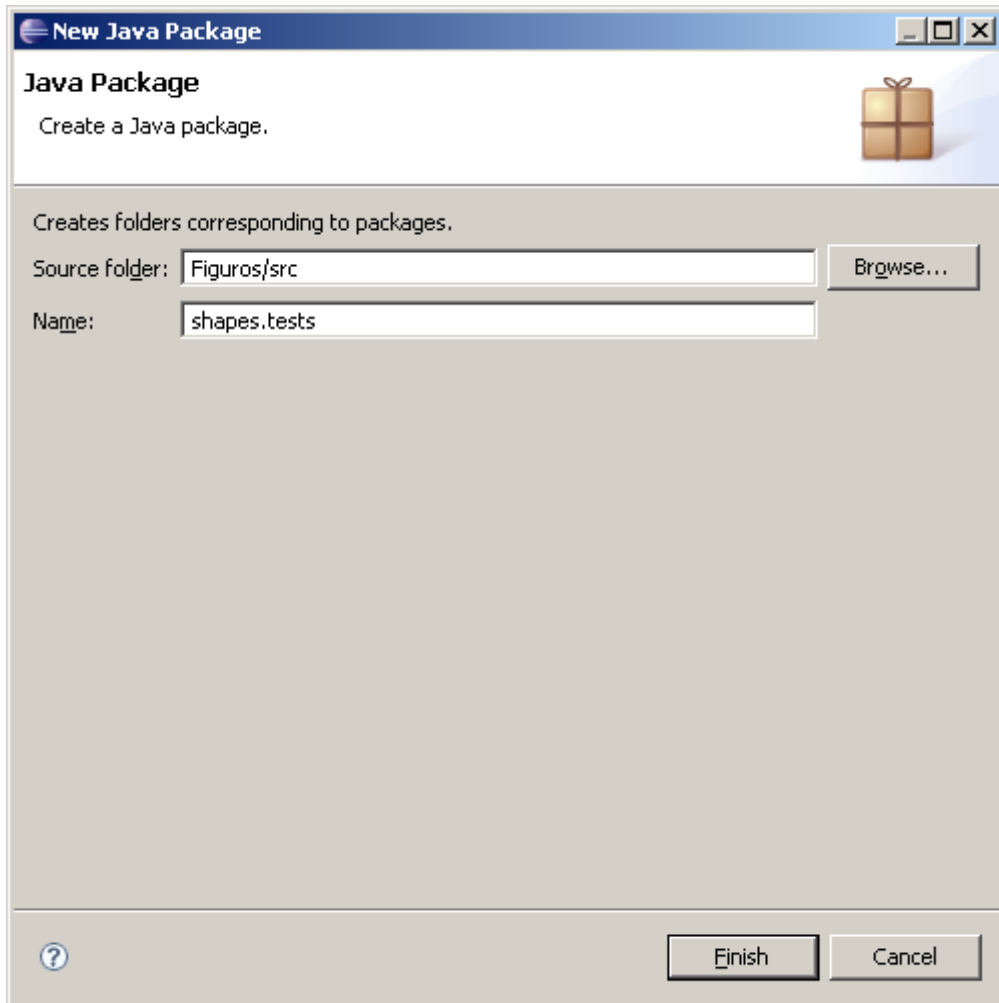 New Java Package
Java Package
Create a Java package.
Creates folders corresponding to packages.
Source folder: Figuros/src Browse...
Name: shapes.tests
? Finish Cancel